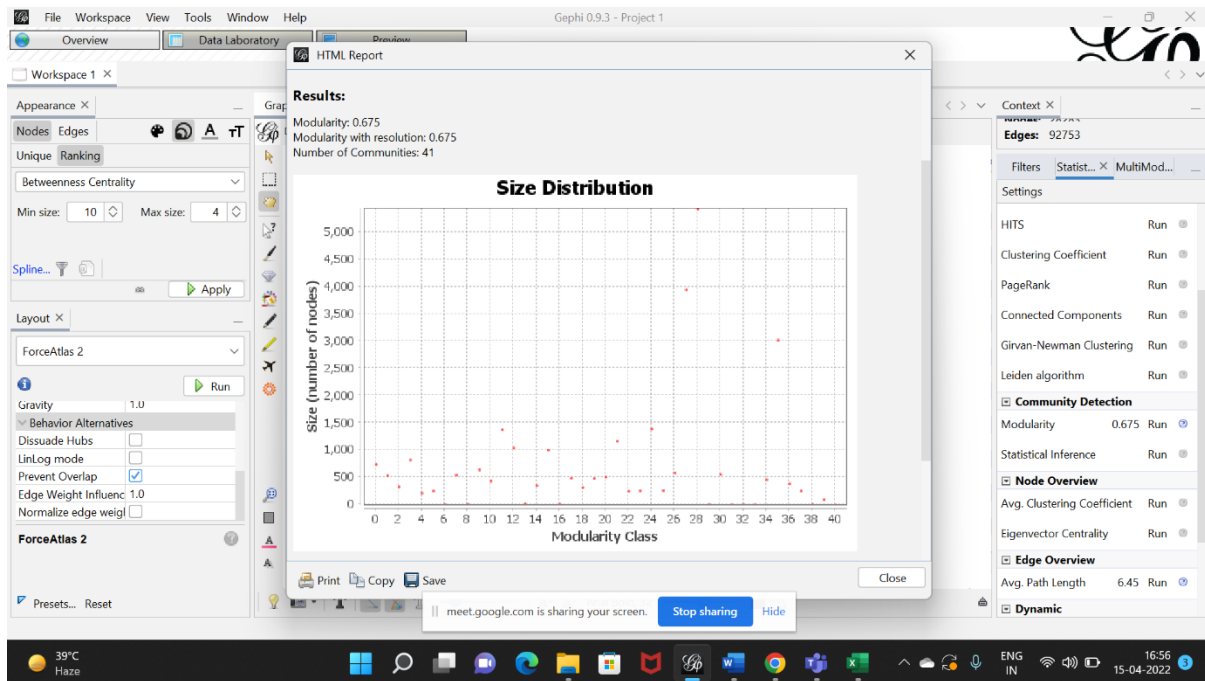 File Workspace View Tools Window Help
Gephi 0.9.3 - Project 1
Overview
Data Laboratory
Preview
HTML Report
Workspace 1
Appearance
Nodes Edges
Unique Ranking
Betweenness Centrality
Min size: 10 Max size: 4
Spline...
Apply
Layout
ForceAtlas 2
Run
Gravity 1.0
Behavior Alternatives
Dissuade Hubs
LinLog mode
Prevent Overlap
Edge Weight Influenc 1.0
Normalize edge weigl
ForceAtlas 2
Presets... Reset
Grap
Results:
Modularity: 0.675
Modularity with resolution: 0.675
Number of Communities: 41
Size Distribution
Size (number of nodes)
5,000
4,500
4,000
3,500
3,000
2,500
2,000
1,500
1,000
500
0
0 2 4 6 8 10 12 14 16 18 20 22 24 26 28 30 32 34 36 38 40
Modularity Class
Print Copy Save
Close
meet.google.com is sharing your screen.
Stop sharing
Hide
Context
Edges: 92753
Filters Statist... MultiMod...
Settings
HITS Run
Clustering Coefficient Run
PageRank Run
Connected Components Run
Girvan-Newman Clustering Run
Leiden algorithm Run
Community Detection
Modularity 0.675 Run
Statistical Inference Run
Node Overview
Avg. Clustering Coefficient Run
Eigenvector Centrality Run
Edge Overview
Avg. Path Length 6.45 Run
Dynamic
39°C
Haze
ENG
IN
16:56
15-04-2022
3